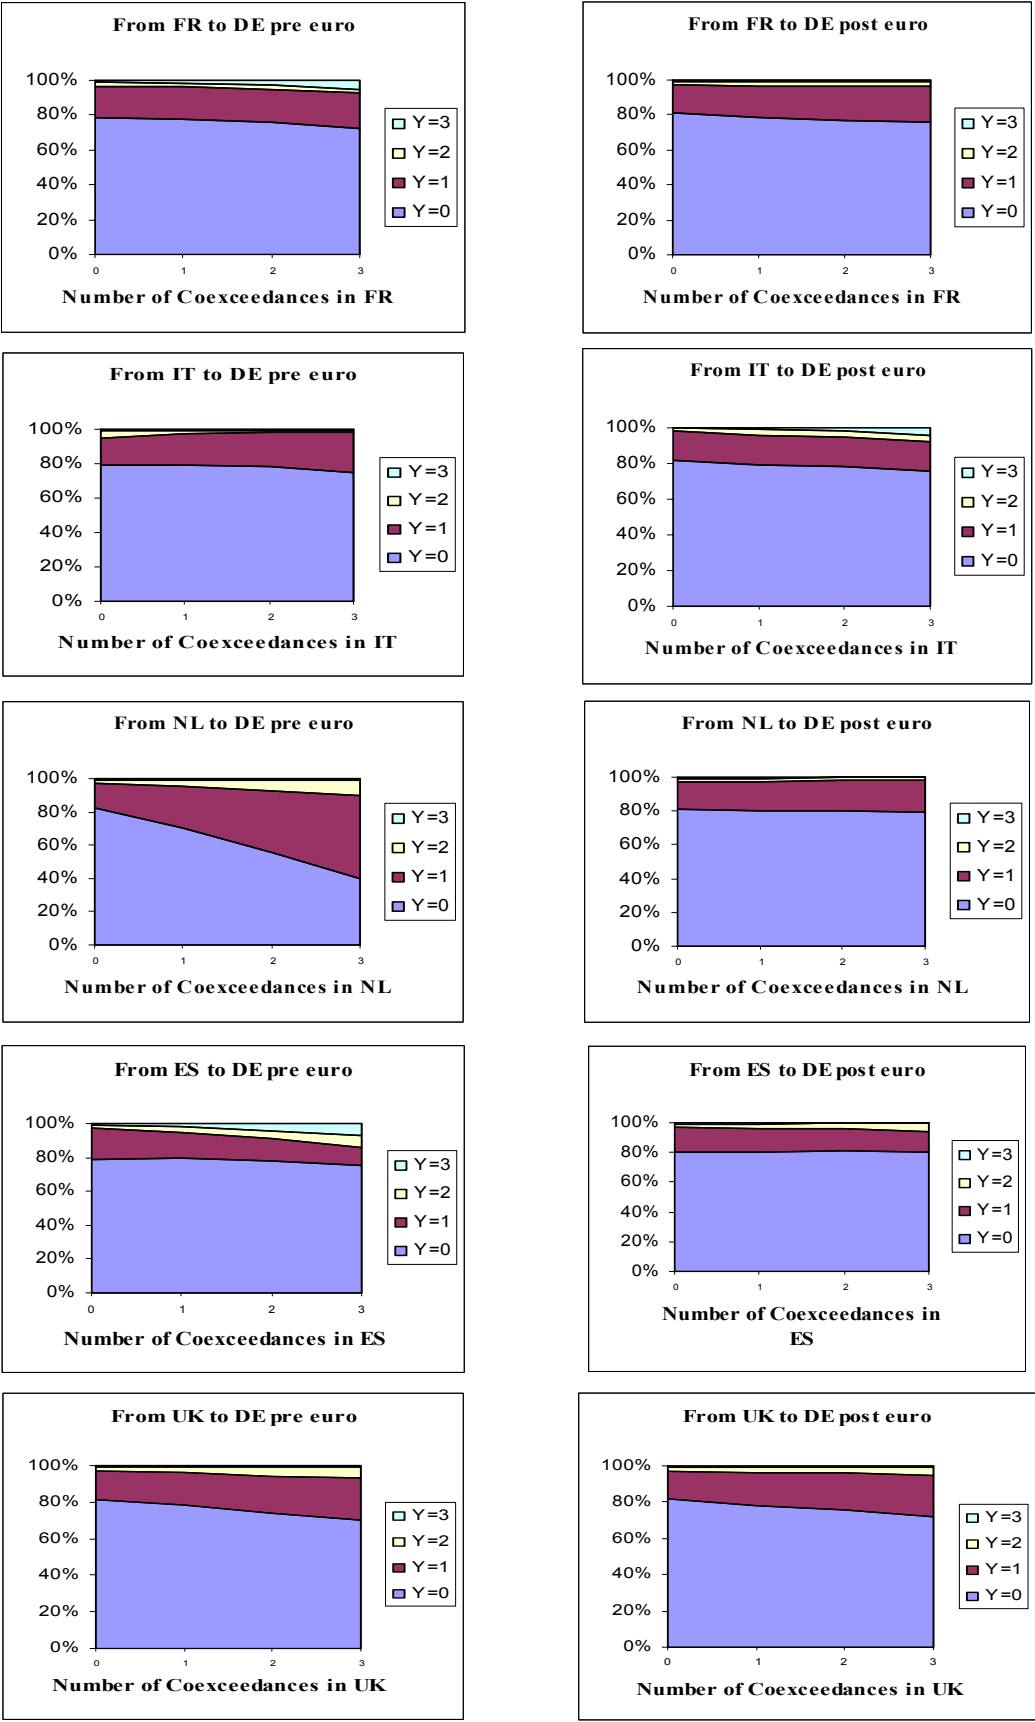 From FR to DE pre euro
100%
80%
60%
40%
20%
0%
0 1 2 3
Y=3
Y=2
Y=1
Y=0
Number of Coexceedances in FR
From FR to DE post euro
100%
80%
60%
40%
20%
0%
0 1 2 3
Y=3
Y=2
Y=1
Y=0
Number of Coexceedances in FR
From IT to DE pre euro
100%
80%
60%
40%
20%
0%
0 1 2 3
Y=3
Y=2
Y=1
Y=0
Number of Coexceedances in IT
From IT to DE post euro
100%
80%
60%
40%
20%
0%
0 1 2 3
Y=3
Y=2
Y=1
Y=0
Number of Coexceedances in IT
From NL to DE pre euro
100%
80%
60%
40%
20%
0%
0 1 2 3
Y=3
Y=2
Y=1
Y=0
Number of Coexceedances in NL
From NL to DE post euro
100%
80%
60%
40%
20%
0%
0 1 2 3
Y=3
Y=2
Y=1
Y=0
Number of Coexceedances in NL
From ES to DE pre euro
100%
80%
60%
40%
20%
0%
0 1 2 3
Y=3
Y=2
Y=1
Y=0
Number of Coexceedances in ES
From ES to DE post euro
100%
80%
60%
40%
20%
0%
0 1 2 3
Y=3
Y=2
Y=1
Y=0
Number of Coexceedances in
ES
From UK to DE pre euro
100%
80%
60%
40%
20%
0%
0 1 2 3
Y=3
Y=2
Y=1
Y=0
Number of Coexceedances in UK
From UK to DE post euro
100%
80%
60%
40%
20%
0%
0 1 2 3
Y=3
Y=2
Y=1
Y=0
Number of Coexceedances in UK